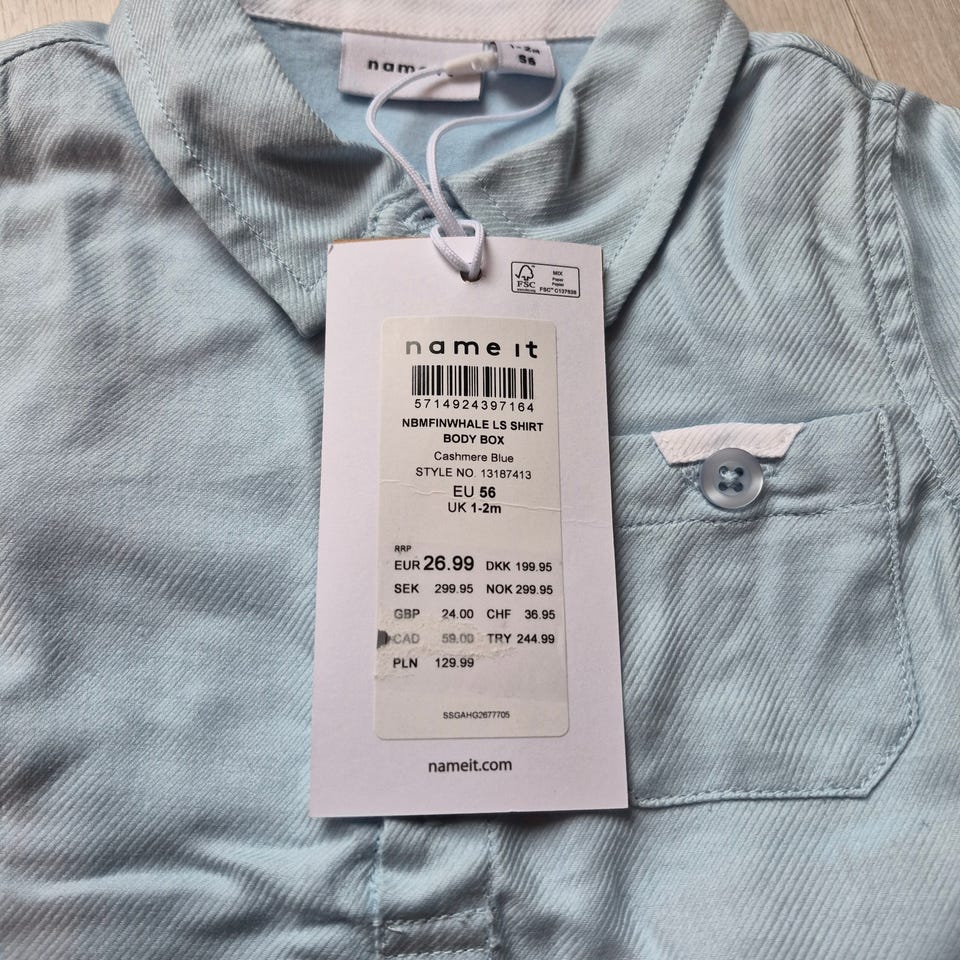 name it
1-2m
56
FSC
MIX
Paper
Papier
FSC™ C137938
name it
5714924397164
NBMFINWHALE LS SHIRT
BODY BOX
Cashmere Blue
STYLE NO. 13187413
EU 56
UK 1-2m
RRP
EUR 26.99 DKK 199.95
SEK 299.95 NOK 299.95
GBP 24.00 CHF 36.95
CAD 59.00 TRY 244.99
PLN 129.99
SSGAHG2677705
nameit.com